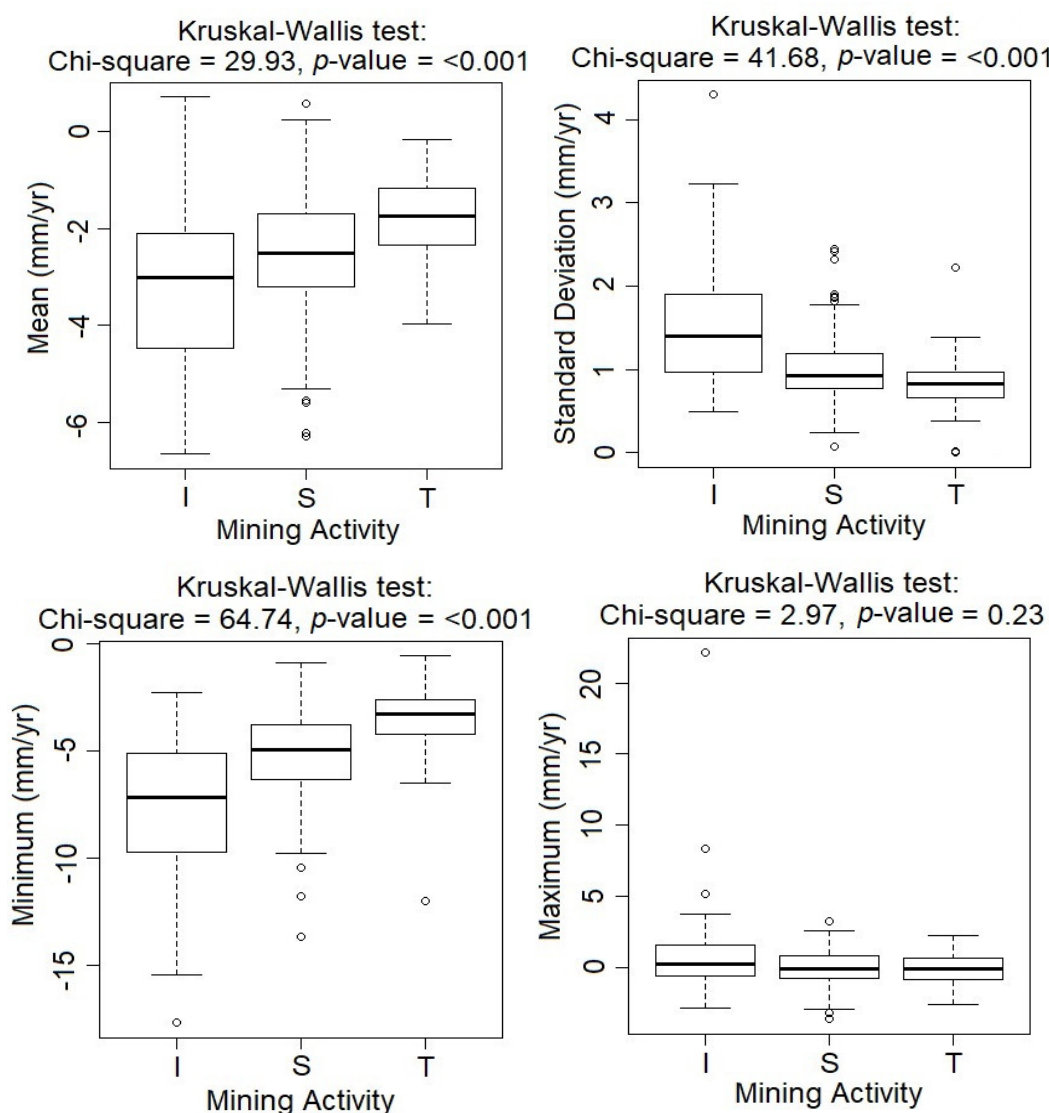 Kruskal-Wallis test:
Chi-square = 29.93, p-value = <0.001
Mean (mm/yr)
0
-2
-4
-6
I S T
Mining Activity
Kruskal-Wallis test:
Chi-square = 41.68, p-value = <0.001
Standard Deviation (mm/yr)
4
3
2
1
0
I S T
Mining Activity
Kruskal-Wallis test:
Chi-square = 64.74, p-value = <0.001
Minimum (mm/yr)
0
-5
-10
-15
I S T
Mining Activity
Kruskal-Wallis test:
Chi-square = 2.97, p-value = 0.23
Maximum (mm/yr)
20
15
10
5
0
I S T
Mining Activity